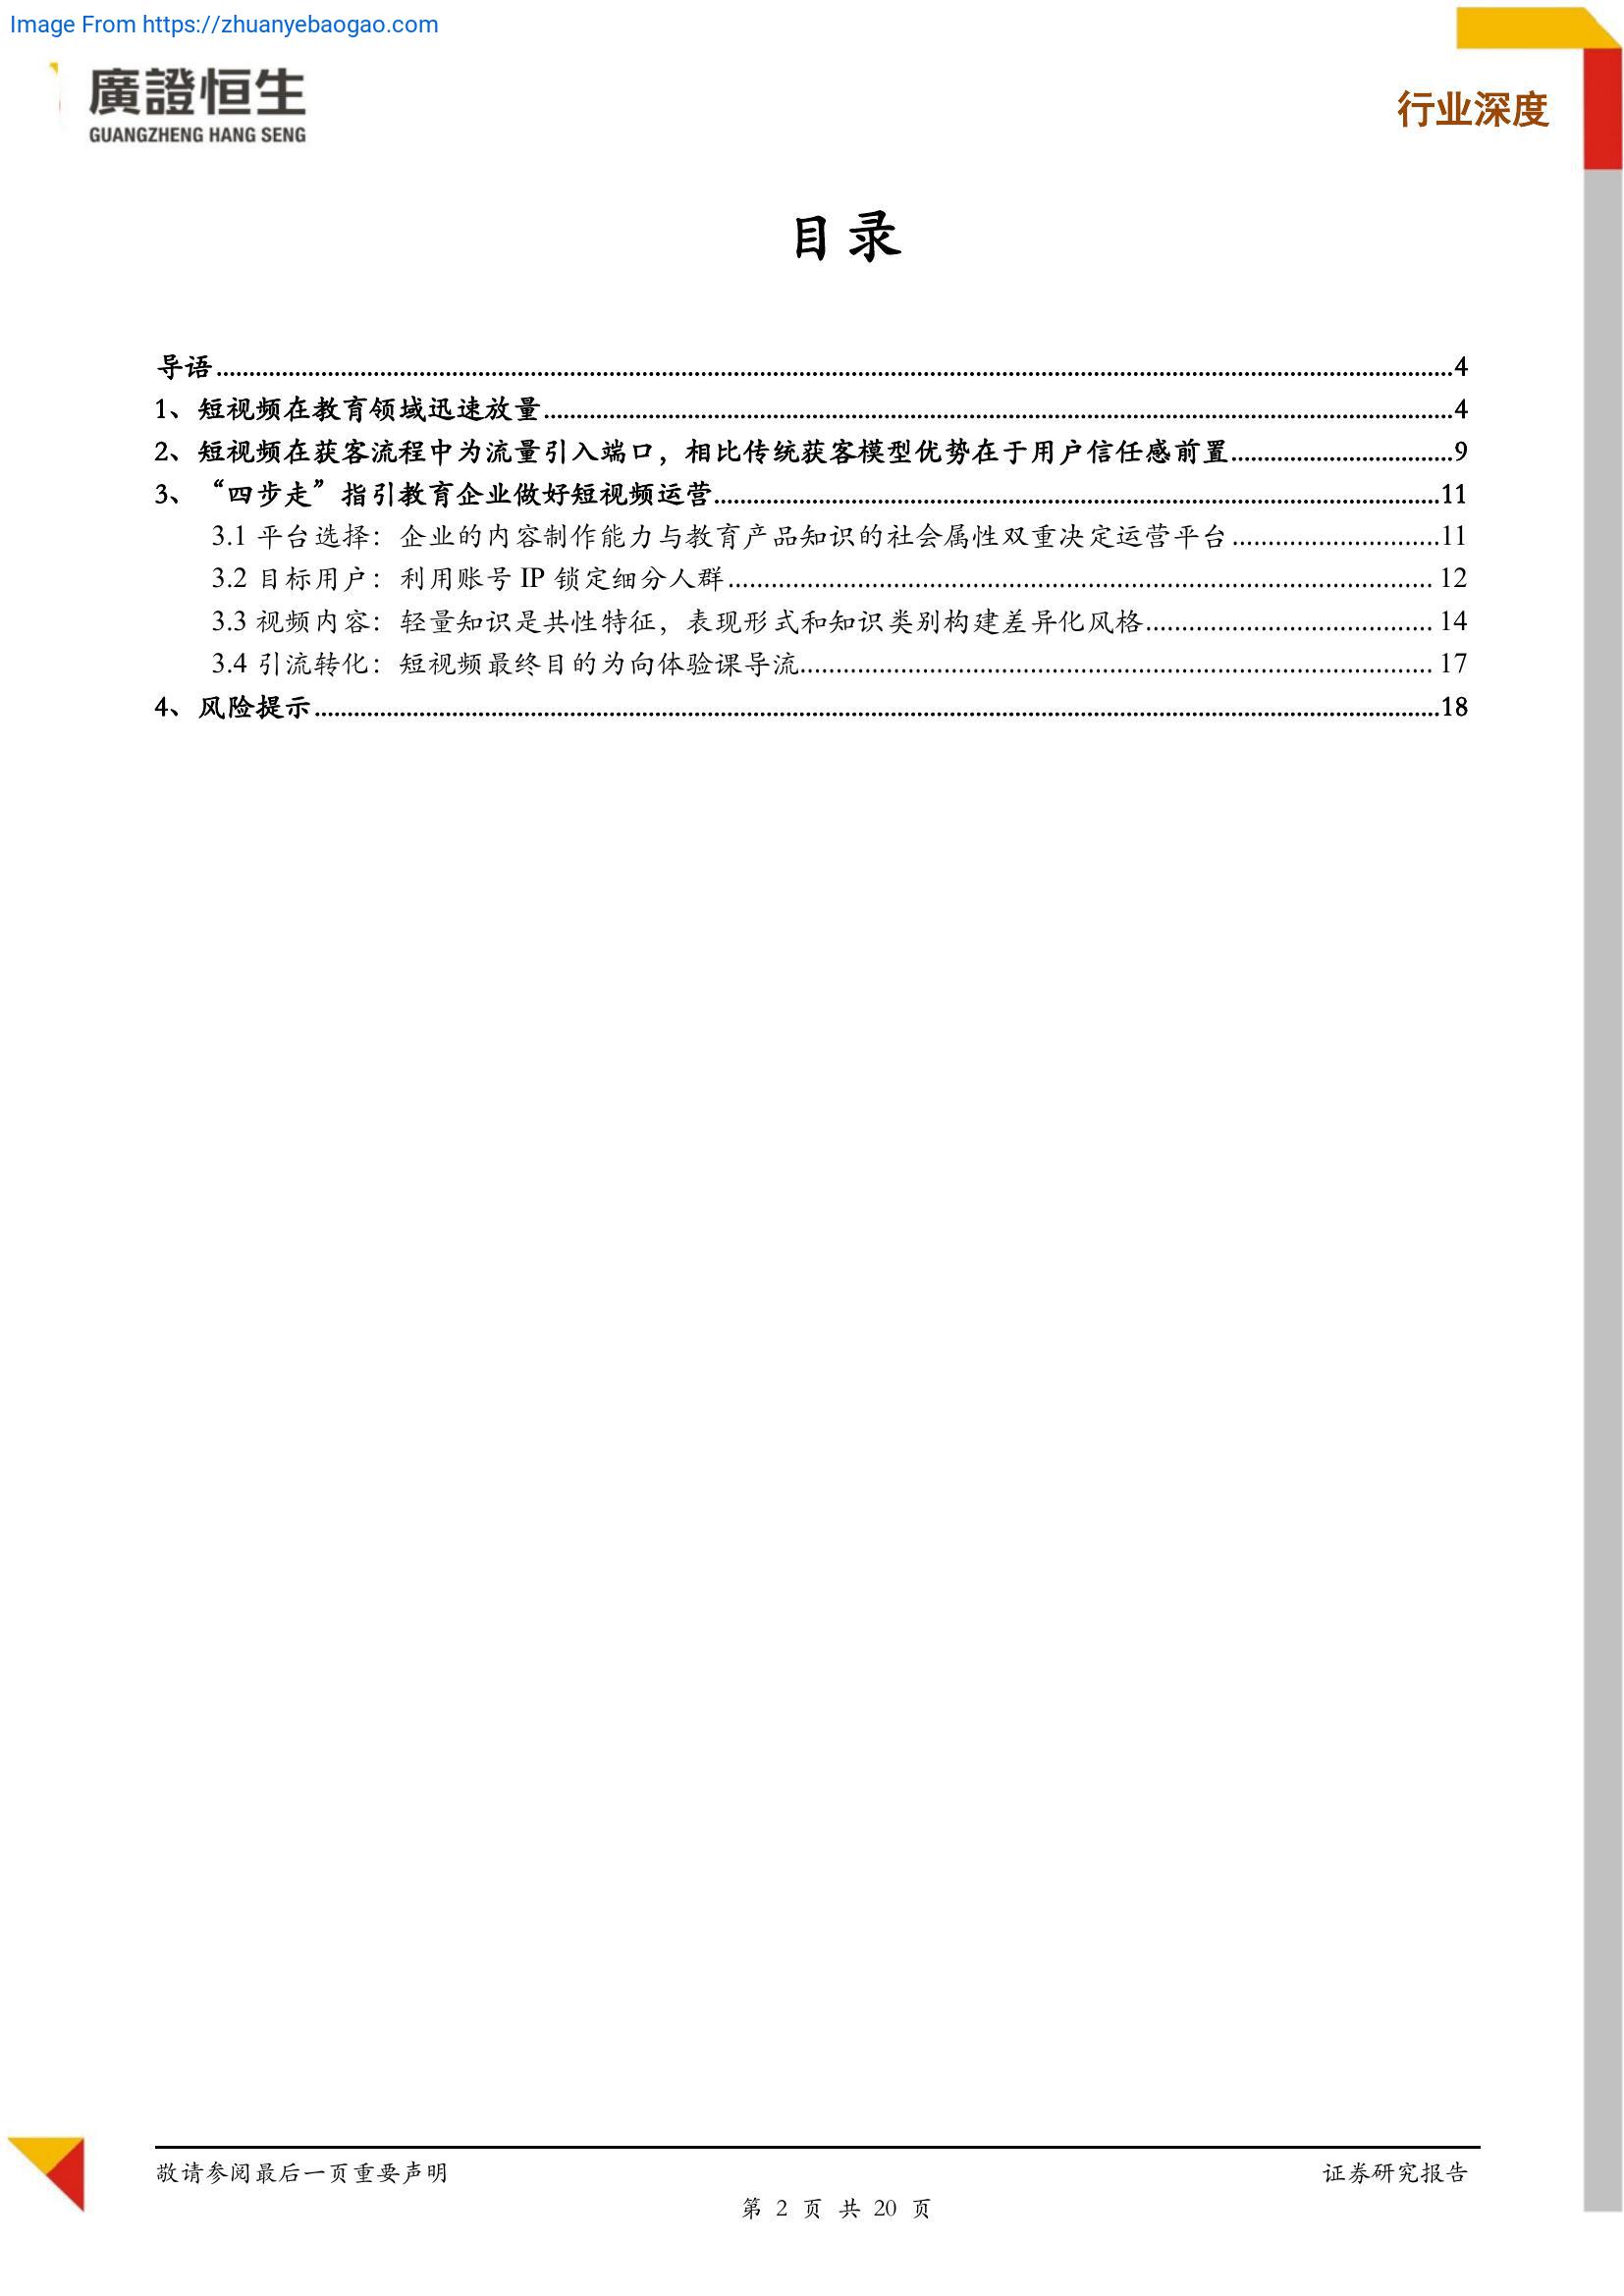 Image From https://zhuanyebaogao.com
廣證恒生
GUANGZHENG HANG SENG
行业深度
目录
导语........................4
1、短视频在教育领域迅速放量........................4
2、短视频在获客流程中为流量引入端口，相比传统获客模型优势在于用户信任感前置........................9
3、“四步走”指引教育企业做好短视频运营........................11
3.1 平台选择：企业的内容制作能力与教育产品知识的社会属性双重决定运营平台........................11
3.2 目标用户：利用账号 IP 锁定细分人群........................12
3.3 视频内容：轻量知识是共性特征，表现形式和知识类别构建差异化风格........................14
3.4 引流转化：短视频最终目的为向体验课导流........................17
4、风险提示........................18
敬请参阅最后一页重要声明
证券研究报告
第 2 页 共 20 页